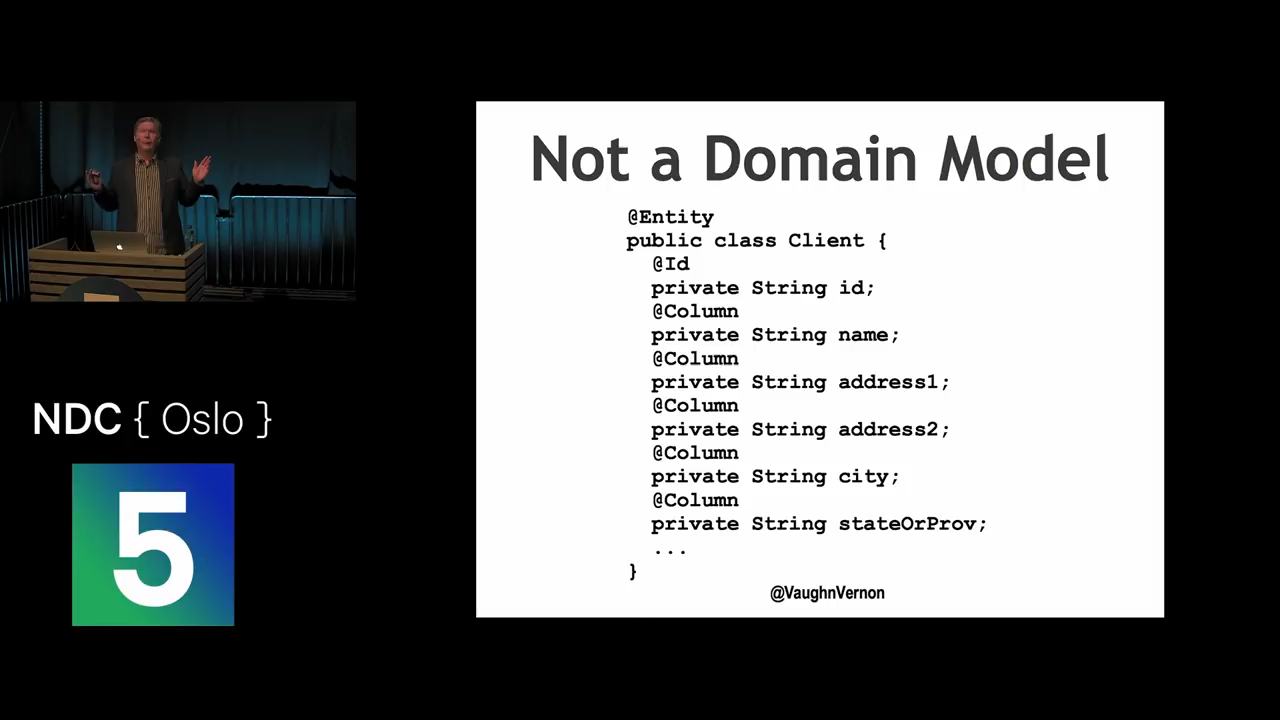 Not a Domain Model
@Entity
public class Client {
@Id
private String id;
@Column
private String name;
@Column
private String address1;
@Column
private String address2;
@Column
private String city;
@Column
private String stateOrProv;
...
}
@VaughnVernon
NDC { Oslo }
5